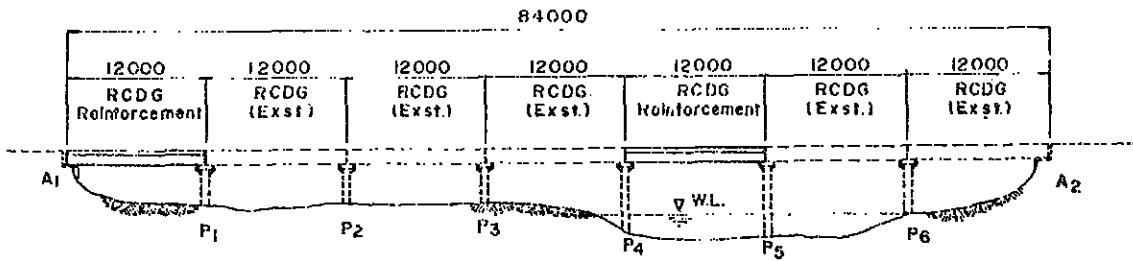 84000
12000 12000 12000 12000 12000 12000 12000
RCDG RCDG RCDG RCDG RCDG RCDG RCDG
Reinforcement (Exst.) (Exst.) (Exst.) Reinforcement (Exst.) (Exst.)
A1 W.L. A2
P1 P2 P3 P4 P5 P6